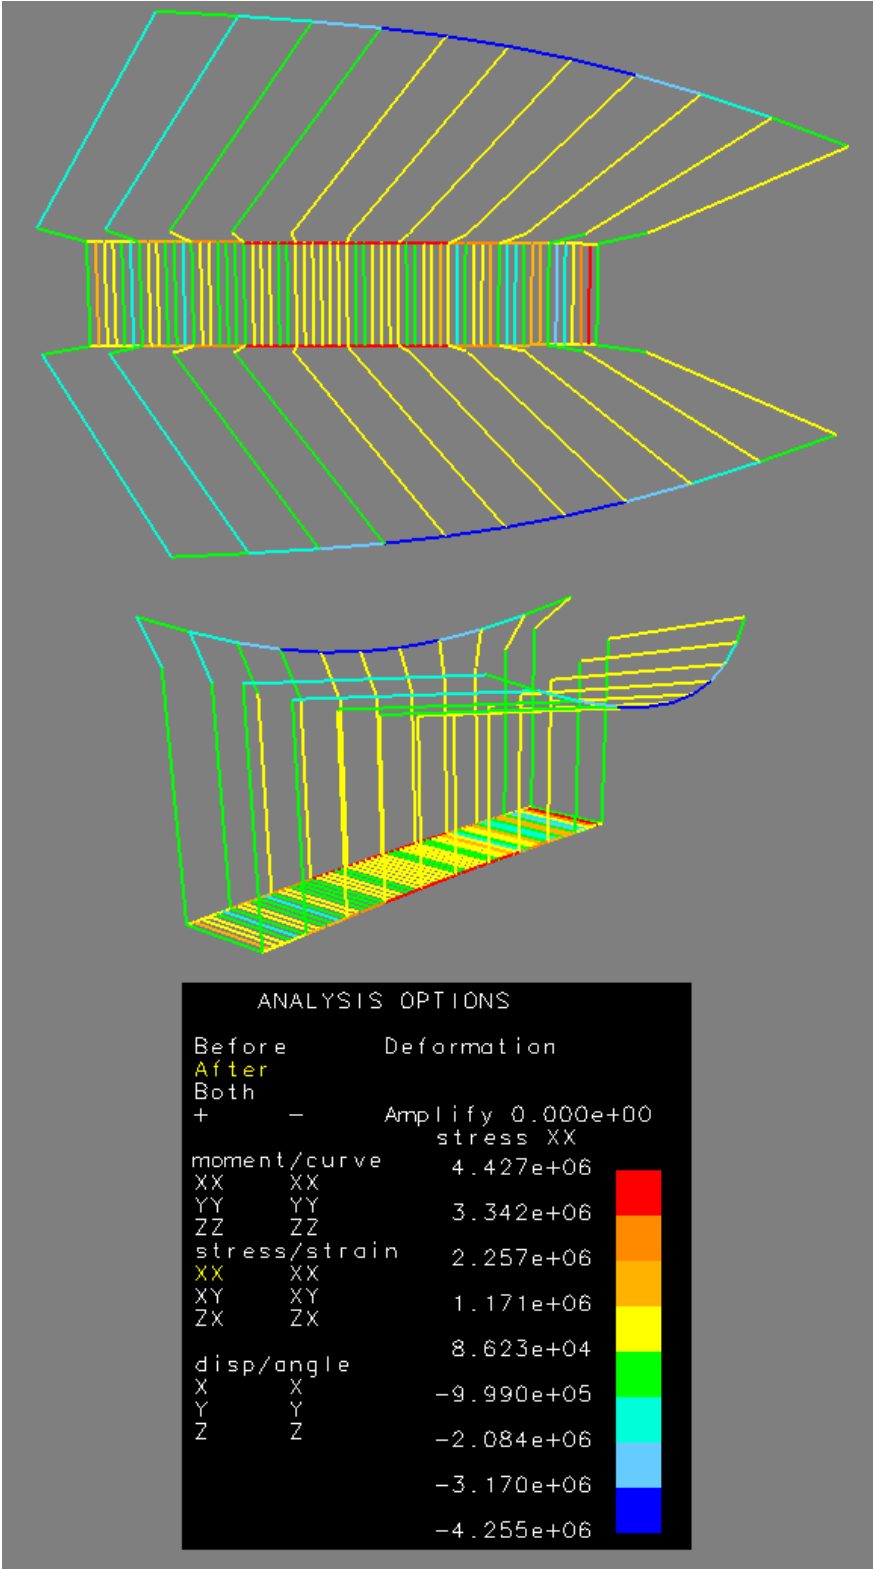 ANALYSIS OPTIONS
Before Deformation
After
Both
+ - Amplify 0.000e+00
stress XX
moment/curve 4.427e+06
XX XX
YY YY 3.342e+06
ZZ ZZ
stress/strain 2.257e+06
XX XX
XY XY 1.171e+06
ZX ZX
8.623e+04
disp/angle
X X -9.990e+05
Y Y
Z Z -2.084e+06
-3.170e+06
-4.255e+06